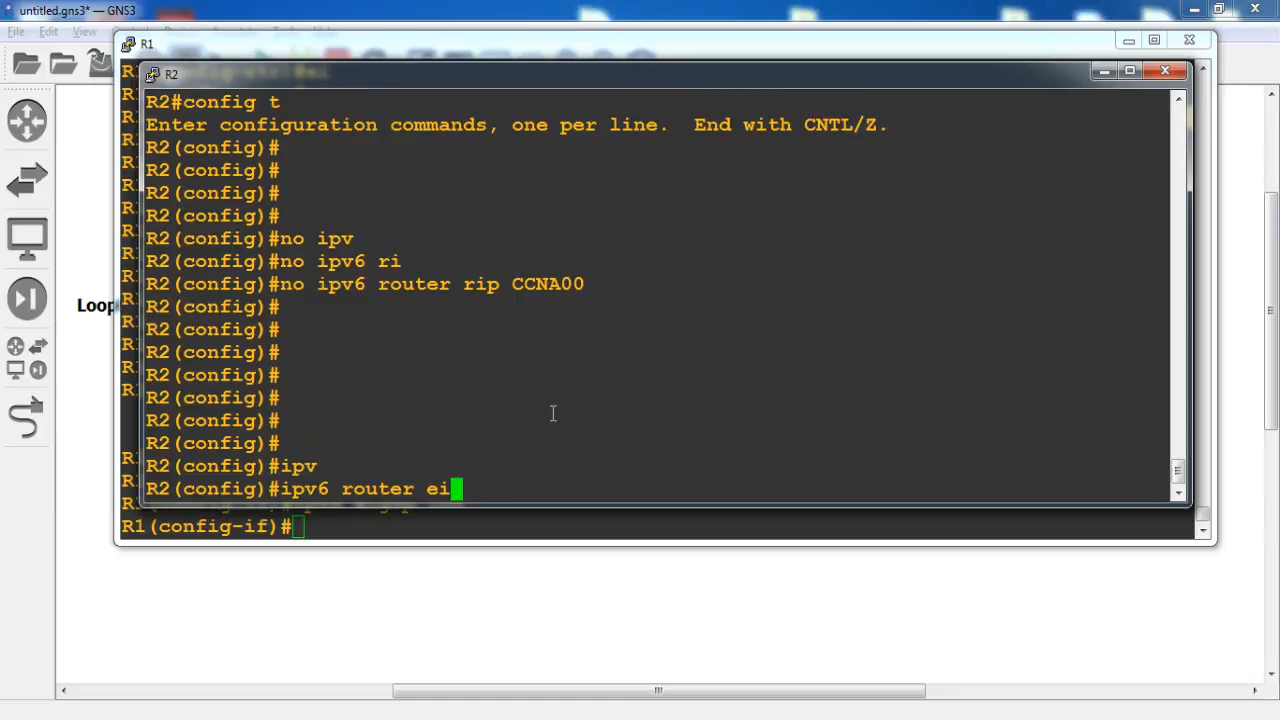 untitled.gns3* — GNS3
File Edit View
R1
R2
R2#config t
Enter configuration commands, one per line. End with CNTL/Z.
R2(config)#
R2(config)#
R2(config)#
R2(config)#
R2(config)#no ipv
R2(config)#no ipv6 ri
R2(config)#no ipv6 router rip CCNA00
R2(config)#
R2(config)#
R2(config)#
R2(config)#
R2(config)#
R2(config)#
R2(config)#
R2(config)#ipv
R2(config)#ipv6 router ei
R1(config-if)#
Loop